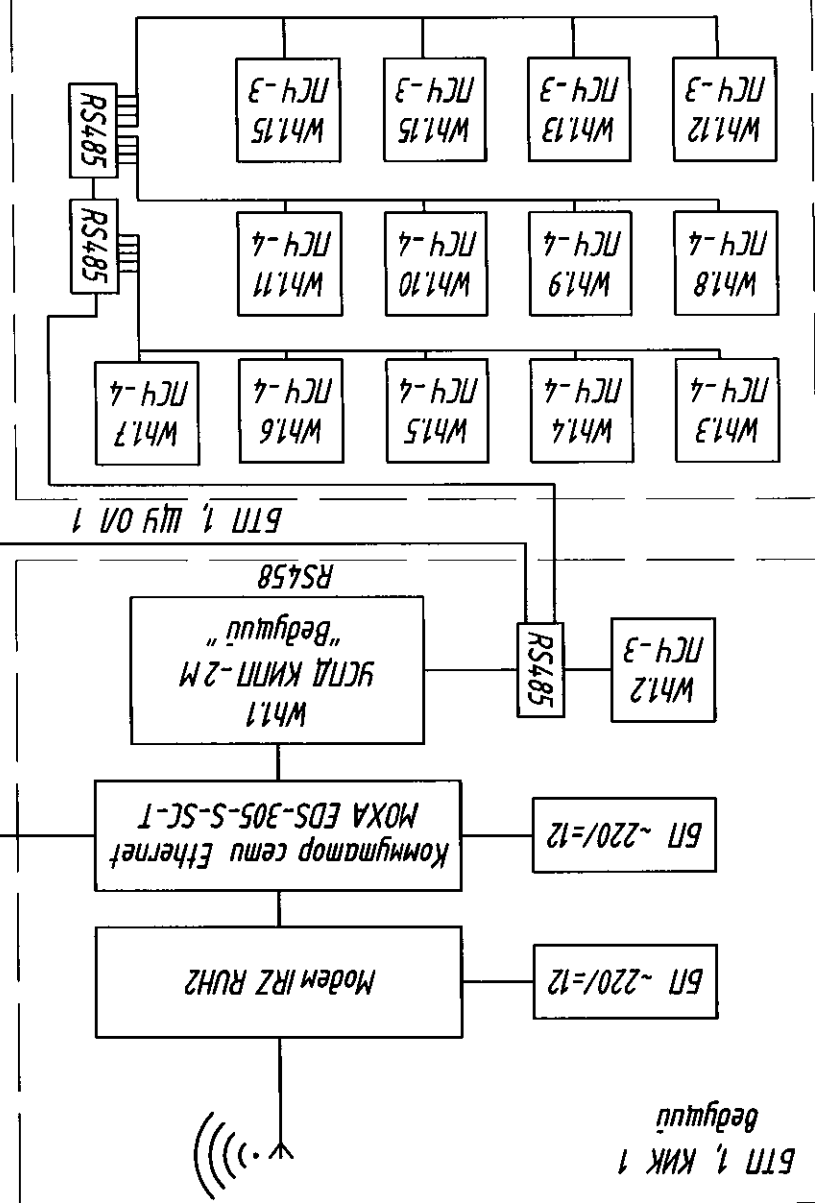 БТП 1, КИК 1
ведущий
БП ~220/=12
Модем IRZ RUH2
БП ~220/=12
Коммутатор сети Ethernet
MOXA EDS-305-S-SC-T
Wh1.2
ПСЧ-3
RS485
Wh1.1
УСПД КИПП-2М
"Ведущий"
RS458
БТП 1, ЩУ ОЛ 1
Wh1.3
ПСЧ-4
Wh1.4
ПСЧ-4
Wh1.5
ПСЧ-4
Wh1.6
ПСЧ-4
Wh1.7
ПСЧ-4
Wh1.8
ПСЧ-4
Wh1.9
ПСЧ-4
Wh1.10
ПСЧ-4
Wh1.11
ПСЧ-4
RS485
Wh1.12
ПСЧ-3
Wh1.13
ПСЧ-3
Wh1.15
ПСЧ-3
Wh1.15
ПСЧ-3
RS485